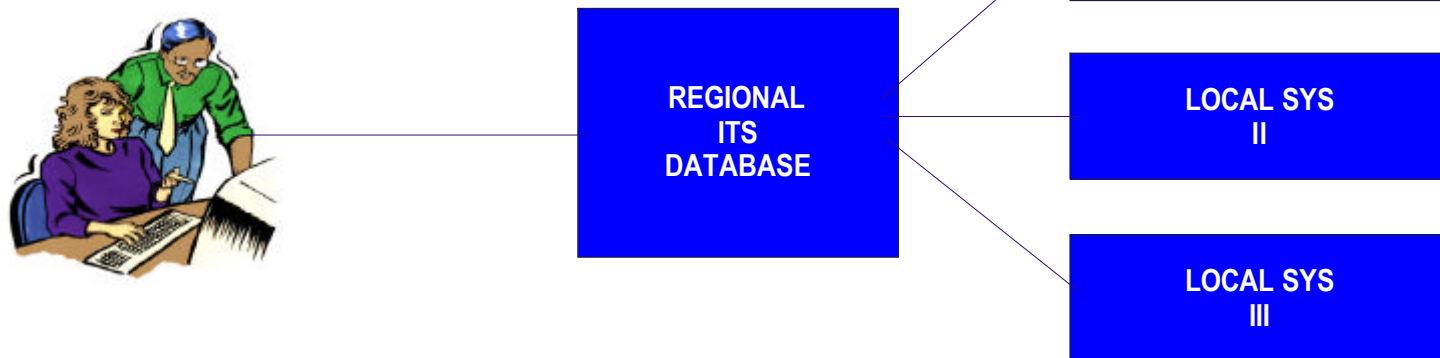 REGIONAL
ITS
DATABASE
LOCAL SYS
II
LOCAL SYS
III